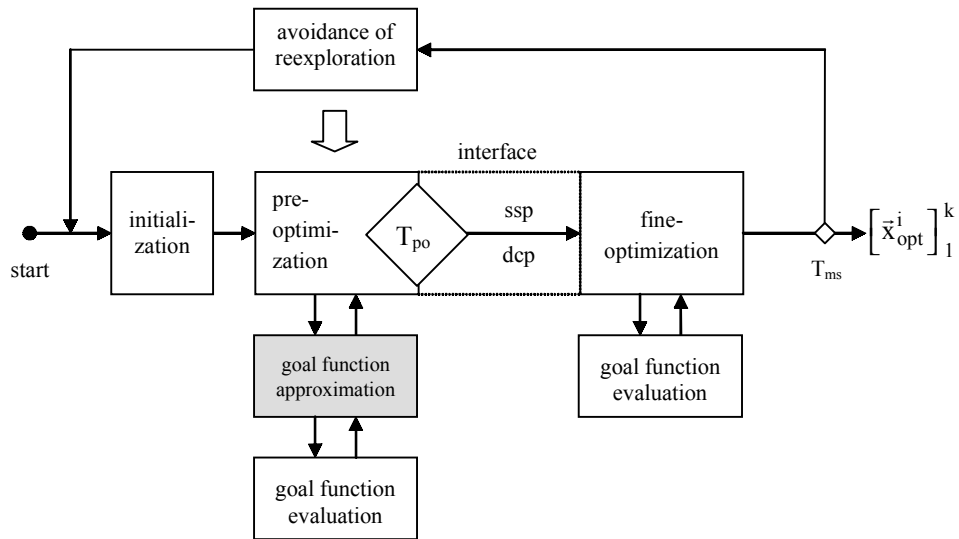 avoidance of
reexploration
interface
initiali-
zation
pre-
optimi-
zation
T_po
ssp
dcp
fine-
optimization
start
T_ms
[x⃗^i_opt]^k_1
goal function
approximation
goal function
evaluation
goal function
evaluation